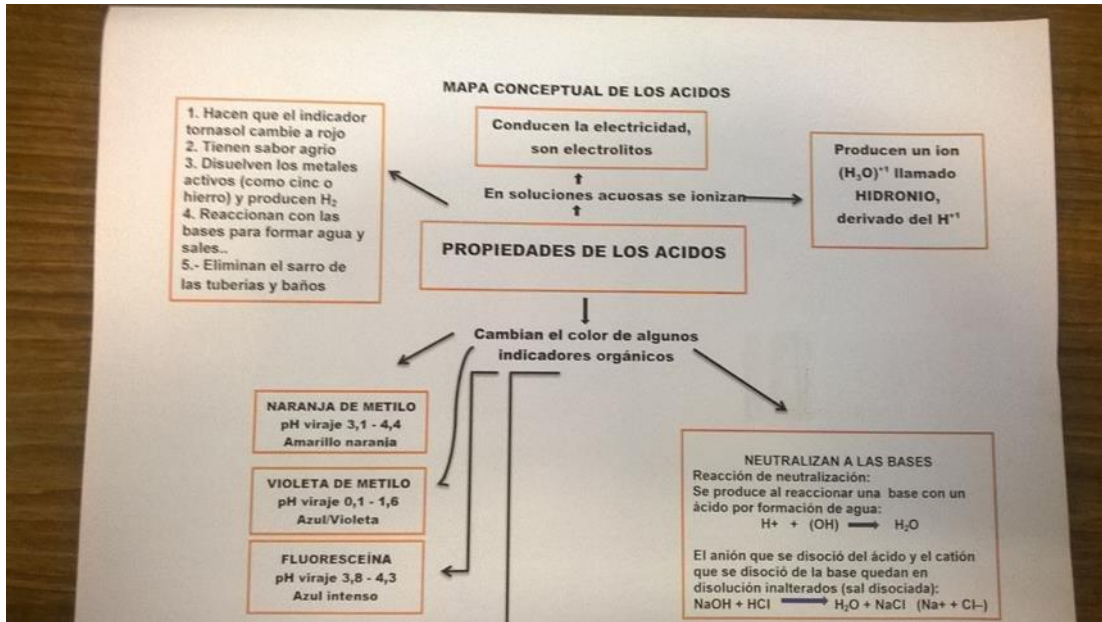 MAPA CONCEPTUAL DE LOS ACIDOS
1. Hacen que el indicador
tornasol cambie a rojo
2. Tienen sabor agrio
3. Disuelven los metales
activos (como cinc o
hierro) y producen H₂
4. Reaccionan con las
bases para formar agua y
sales..
5.- Eliminan el sarro de
las tuberias y baños
Conducen la electricidad,
son electrolitos
En soluciones acuosas se ionizan
Producen un ion
(H₃O)⁺¹ llamado
HIDRONIO,
derivado del H⁺¹
PROPIEDADES DE LOS ACIDOS
Cambian el color de algunos
indicadores orgánicos
NARANJA DE METILO
pH viraje 3,1 - 4,4
Amarillo naranja
VIOLETA DE METILO
pH viraje 0,1 - 1,6
Azul/Violeta
FLUORESCEÍNA
pH viraje 3,8 - 4,3
Azul intenso
NEUTRALIZAN A LAS BASES
Reacción de neutralización:
Se produce al reaccionar una base con un
ácido por formación de agua:
H+ + (OH) → H₂O
El anión que se disoció del ácido y el catión
que se disoció de la base quedan en
disolución inalterados (sal disociada):
NaOH + HCl → H₂O + NaCl (Na+ + Cl–)